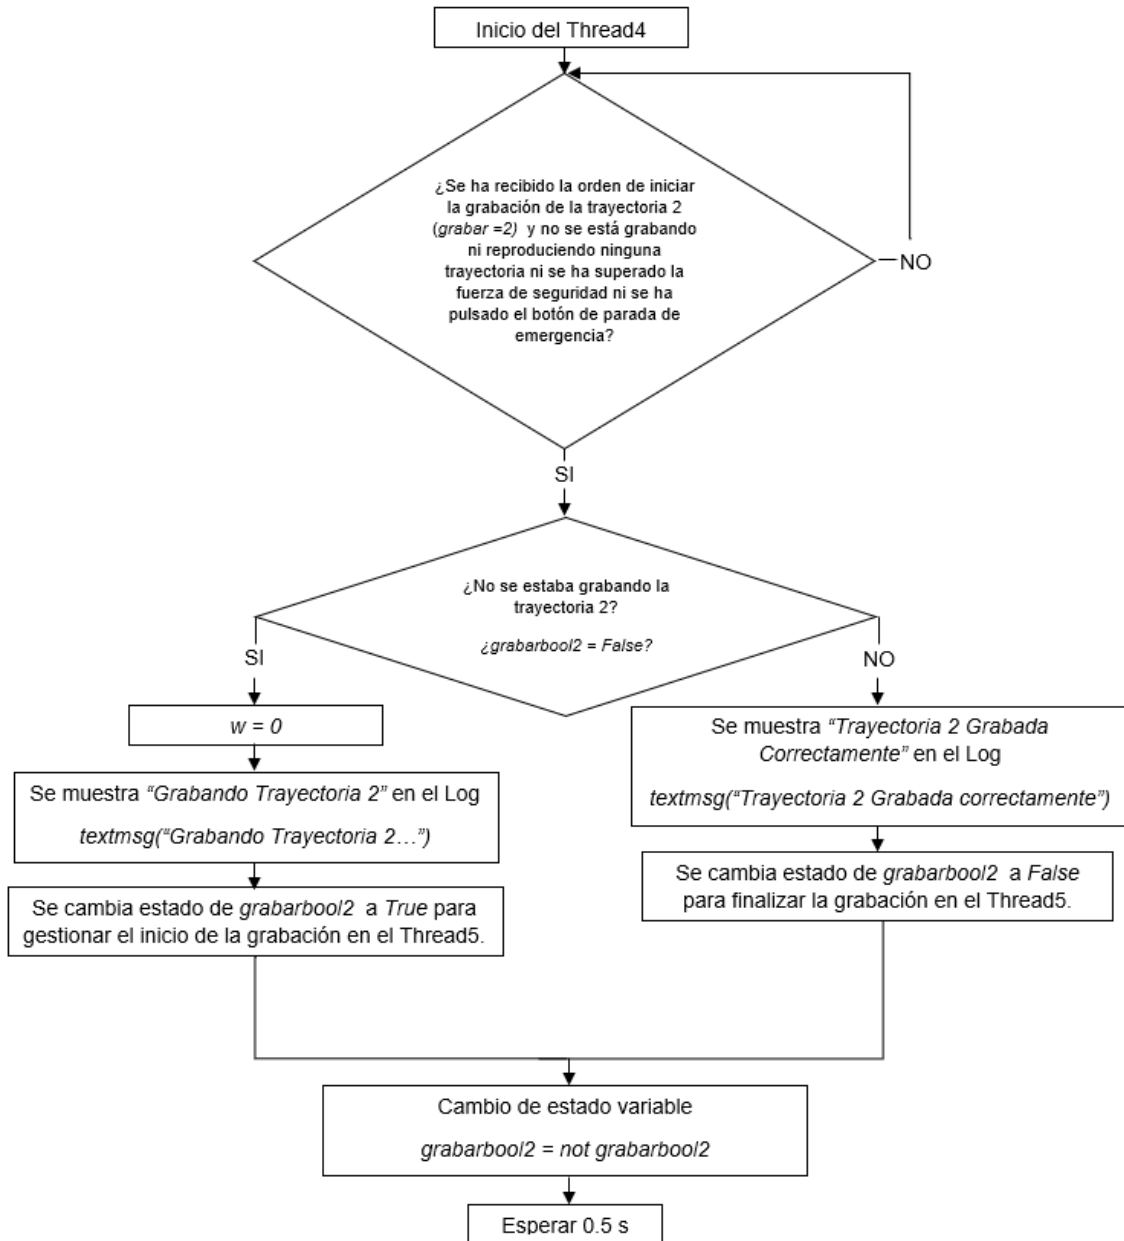 Inicio del Thread4
¿Se ha recibido la orden de iniciar
la grabación de la trayectoria 2
(grabar =2) y no se está grabando
ni reproduciendo ninguna
trayectoria ni se ha superado la
fuerza de seguridad ni se ha
pulsado el botón de parada de
emergencia?
NO
SI
¿No se estaba grabando la
trayectoria 2?
¿grabarbool2 = False?
SI
NO
w = 0
Se muestra “Grabando Trayectoria 2” en el Log
textmsg(“Grabando Trayectoria 2…”)
Se cambia estado de grabarbool2 a True para
gestionar el inicio de la grabación en el Thread5.
Se muestra “Trayectoria 2 Grabada
Correctamente” en el Log
textmsg(“Trayectoria 2 Grabada correctamente”)
Se cambia estado de grabarbool2 a False
para finalizar la grabación en el Thread5.
Cambio de estado variable
grabarbool2 = not grabarbool2
Esperar 0.5 s